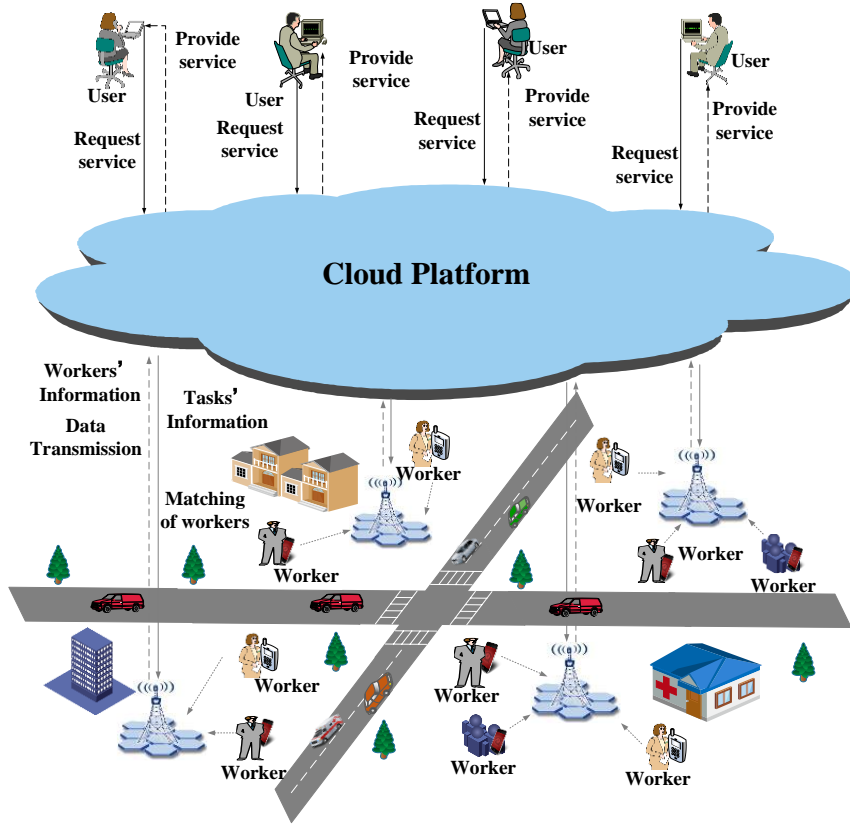 Provide
service
User
Request
service
Provide
service
User
Request
service
User
Provide
service
Request
service
User
Provide
service
Request
service
Cloud Platform
Workers’
Information
Data
Transmission
Tasks’
Information
Matching
of workers
Worker
Worker
Worker
Worker
Worker
Worker
Worker
Worker
Worker
Worker